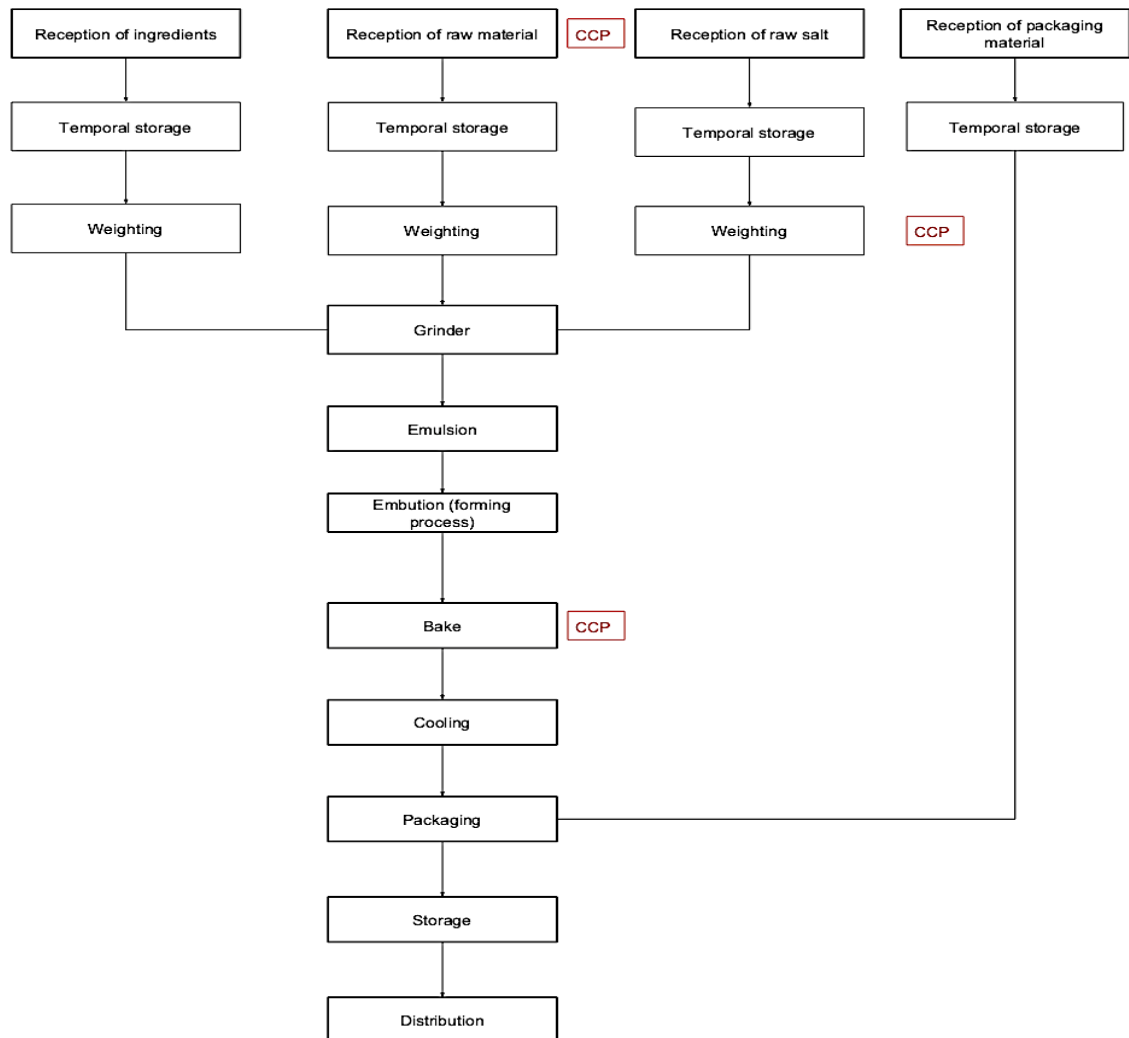 Reception of ingredients
Reception of raw material
CCP
Reception of raw salt
Reception of packaging
material
Temporal storage
Temporal storage
Temporal storage
Temporal storage
Weighting
Weighting
Weighting
CCP
Grinder
Emulsion
Embution (forming
process)
Bake
CCP
Cooling
Packaging
Storage
Distribution